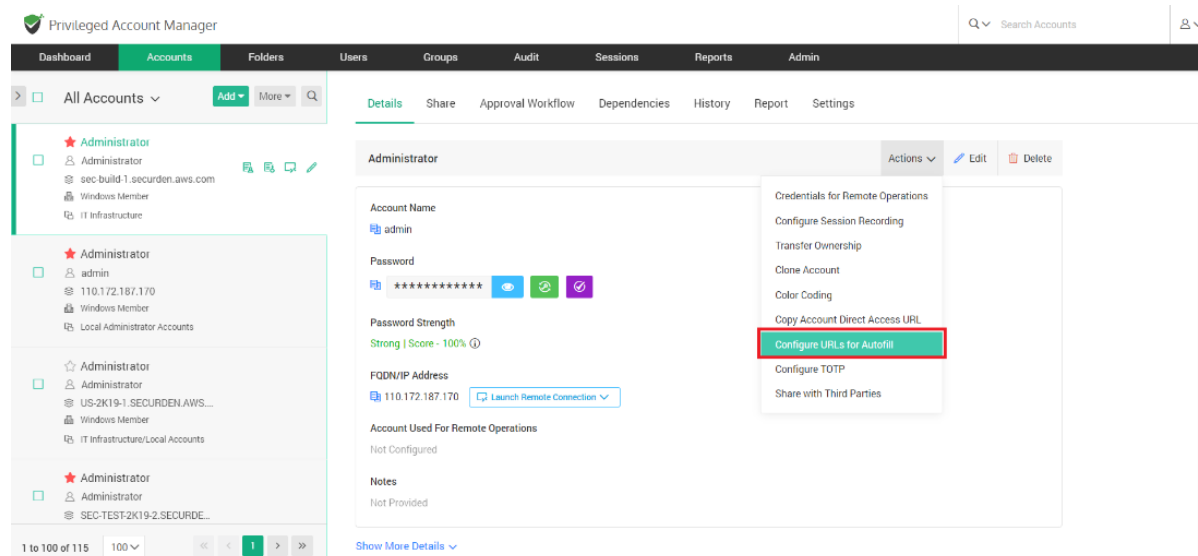 Privileged Account Manager
Search Accounts
Dashboard Accounts Folders Users Groups Audit Sessions Reports Admin
All Accounts
Add
More
Details Share Approval Workflow Dependencies History Report Settings
Administrator
Administrator
sec-build-1.securden.aws.com
Windows Member
IT Infrastructure
Administrator
admin
110.172.187.170
Windows Member
Local Administrator Accounts
Administrator
Administrator
US-2K19-1.SECURDEN.AWS....
Windows Member
IT Infrastructure/Local Accounts
Administrator
Administrator
SEC-TEST-2K19-2.SECURDE...
1 to 100 of 115
100
1
Administrator
Actions
Edit
Delete
Account Name
admin
Password
************
Password Strength
Strong | Score - 100%
FQDN/IP Address
110.172.187.170
Launch Remote Connection
Account Used For Remote Operations
Not Configured
Notes
Not Provided
Show More Details
Credentials for Remote Operations
Configure Session Recording
Transfer Ownership
Clone Account
Color Coding
Copy Account Direct Access URL
Configure URLs for Autofill
Configure TOTP
Share with Third Parties